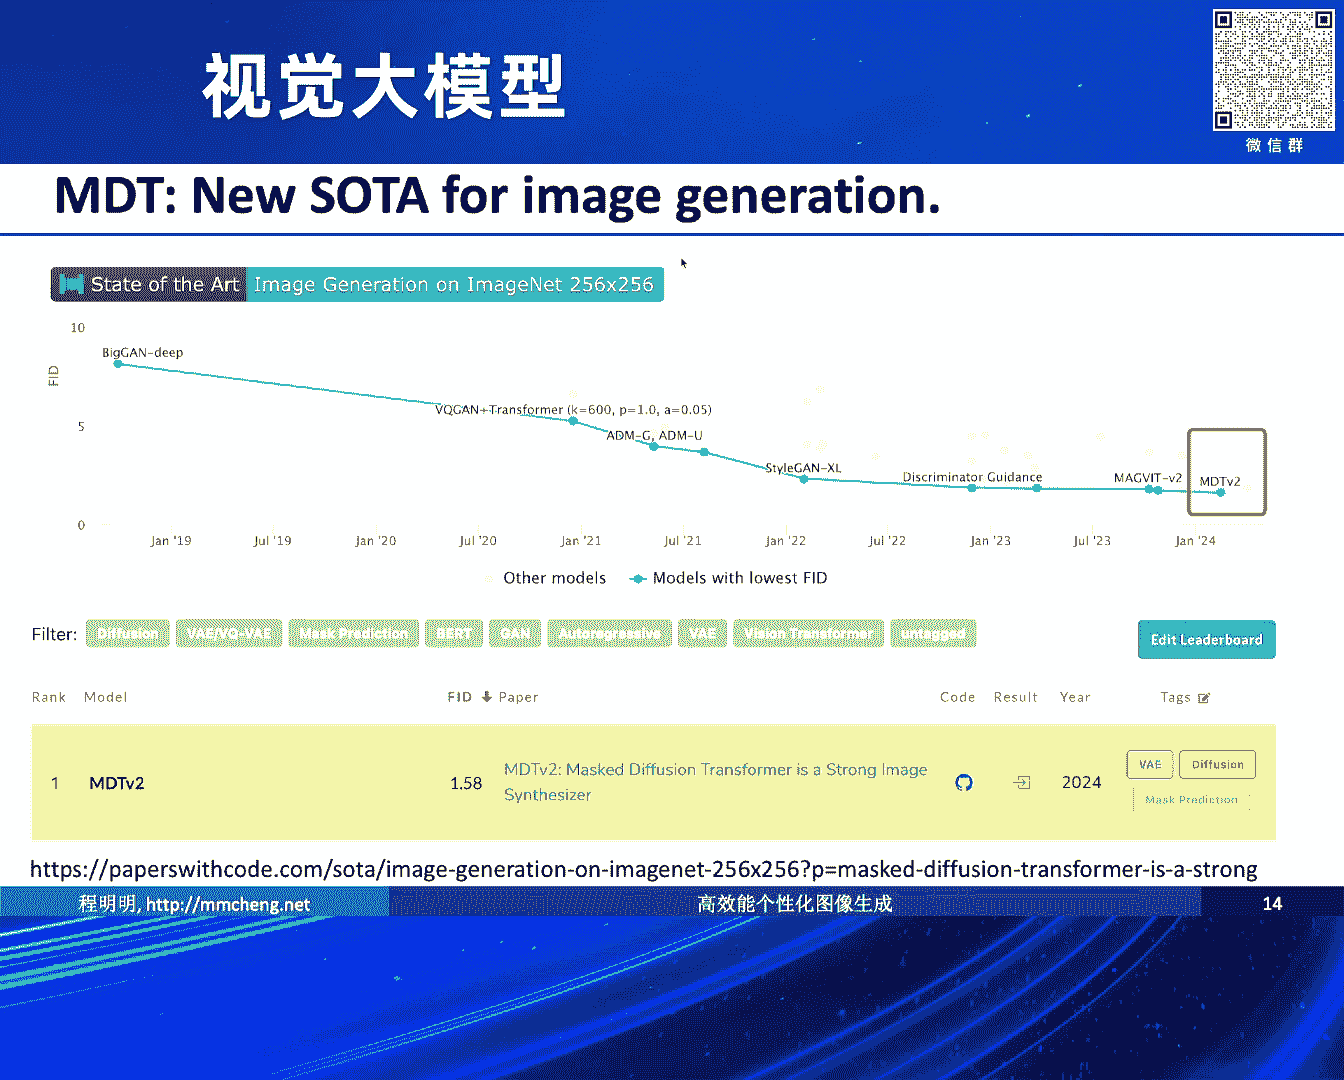 视觉大模型
微信群
MDT: New SOTA for image generation.
State of the Art Image Generation on ImageNet 256x256
10
FID
BigGAN-deep
VQGAN+Transformer (k=600, p=1.0, a=0.05)
5
ADM-G, ADM-U
StyleGAN-XL
Discriminator Guidance
MAGVIT-v2
MDTv2
0
Jan '19 Jul '19 Jan '20 Jul '20 Jan '21 Jul '21 Jan '22 Jul '22 Jan '23 Jul '23 Jan '24
Other models Models with lowest FID
Filter: Diffusion VAE/VQ-VAE Mask Prediction BERT GAN Autoregressive VAE Vision Transformer untagged
Edit Leaderboard
Rank Model FID Paper Code Result Year Tags
1 MDTv2 1.58 MDTv2: Masked Diffusion Transformer is a Strong Image Synthesizer 2024 VAE Diffusion
Mask Prediction
https://paperswithcode.com/sota/image-generation-on-imagenet-256x256?p=masked-diffusion-transformer-is-a-strong
程明明, http://mmcheng.net 高效能个性化图像生成 14